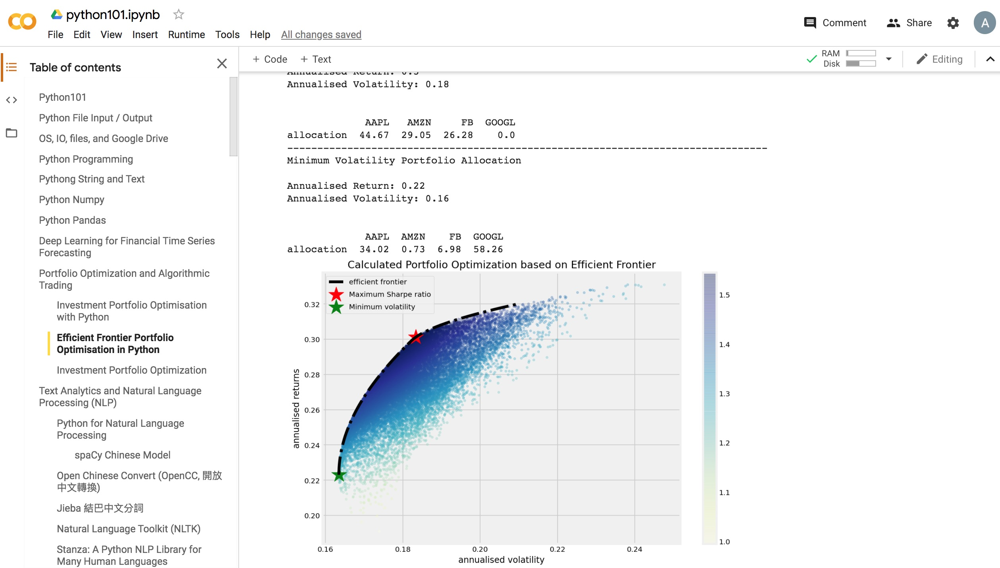 python101.ipynb
File Edit View Insert Runtime Tools Help All changes saved
Comment Share A
Table of contents
Python101
Python File Input / Output
OS, IO, files, and Google Drive
Python Programming
Pythong String and Text
Python Numpy
Python Pandas
Deep Learning for Financial Time Series
Forecasting
Portfolio Optimization and Algorithmic
Trading
Investment Portfolio Optimisation
with Python
Efficient Frontier Portfolio
Optimisation in Python
Investment Portfolio Optimization
Text Analytics and Natural Language
Processing (NLP)
Python for Natural Language
Processing
spaCy Chinese Model
Open Chinese Convert (OpenCC, 開放
中文轉換)
Jieba 結巴中文分詞
Natural Language Toolkit (NLTK)
Stanza: A Python NLP Library for
Many Human Languages
+ Code + Text
RAM
Disk
Editing
Annualised Return: 0.3
Annualised Volatility: 0.18
AAPL AMZN FB GOOGL
allocation 44.67 29.05 26.28 0.0
--------------------------------------------------------------------------------
Minimum Volatility Portfolio Allocation
Annualised Return: 0.22
Annualised Volatility: 0.16
AAPL AMZN FB GOOGL
allocation 34.02 0.73 6.98 58.26
Calculated Portfolio Optimization based on Efficient Frontier
efficient frontier
Maximum Sharpe ratio
Minimum volatility
annualised returns
0.32
0.30
0.28
0.26
0.24
0.22
0.20
0.16 0.18 0.20 0.22 0.24
annualised volatility
1.5
1.4
1.3
1.2
1.1
1.0